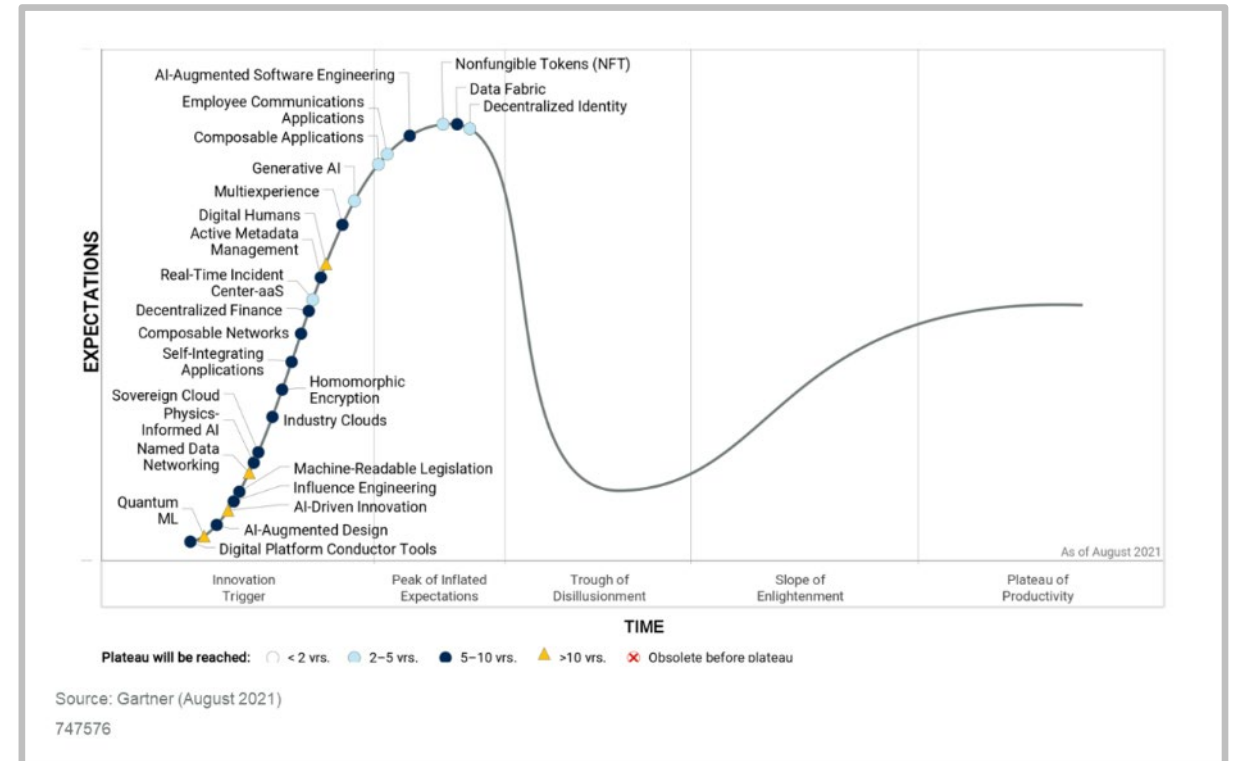 Nonfungible Tokens (NFT)
AI-Augmented Software Engineering
Data Fabric
Employee Communications
Applications
Decentralized Identity
Composable Applications
Generative AI
Multiexperience
Digital Humans
Active Metadata
Management
Real-Time Incident
Center-aaS
Decentralized Finance
Composable Networks
Self-Integrating
Applications
Homomorphic
Encryption
Sovereign Cloud
Industry Clouds
Physics-
Informed AI
Named Data
Networking
Machine-Readable Legislation
Influence Engineering
Quantum
ML
AI-Driven Innovation
AI-Augmented Design
Digital Platform Conductor Tools
EXPECTATIONS
As of August 2021
Innovation
Trigger
Peak of Inflated
Expectations
Trough of
Disillusionment
Slope of
Enlightenment
Plateau of
Productivity
TIME
Plateau will be reached: < 2 yrs. 2–5 yrs. 5–10 yrs. >10 yrs. Obsolete before plateau
Source: Gartner (August 2021)
747576